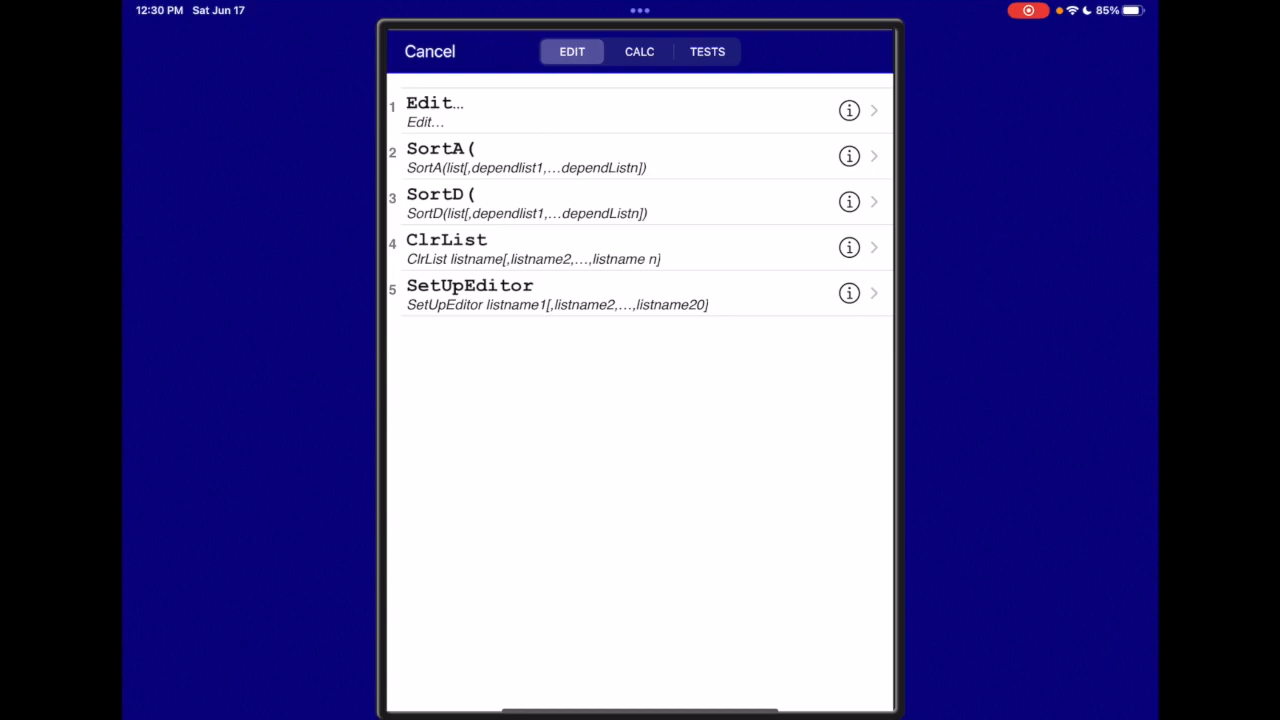 12:30 PM Sat Jun 17
85%
Cancel EDIT CALC TESTS
1 Edit…
Edit…
2 SortA(
SortA(list[,dependlist1,…dependListn])
3 SortD(
SortD(list[,dependlist1,…dependListn])
4 ClrList
ClrList listname[,listname2,…,listname n]
5 SetUpEditor
SetUpEditor listname1[,listname2,…,listname20]